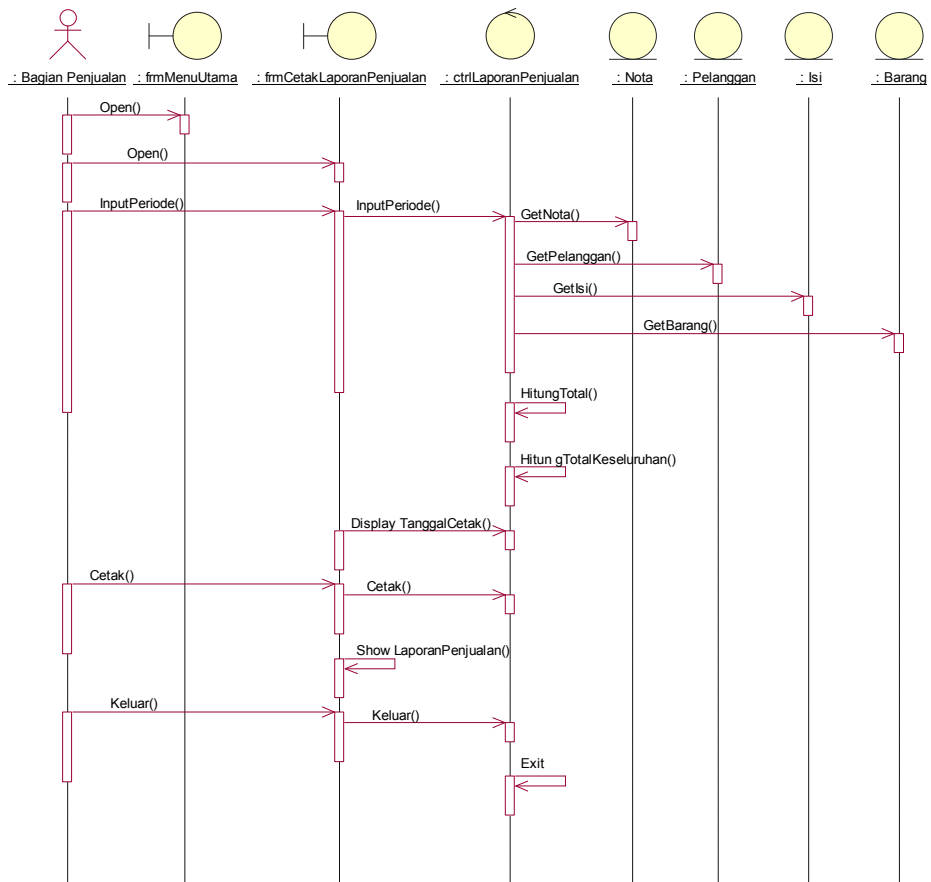 : Bagian Penjualan
: frmMenuUtama
: frmCetakLaporanPenjualan
: ctrlLaporanPenjualan
: Nota
: Pelanggan
: Isi
: Barang
Open()
Open()
InputPeriode()
InputPeriode()
GetNota()
GetPelanggan()
GetIsi()
GetBarang()
HitungTotal()
Hitun gTotalKeseluruhan()
Display TanggalCetak()
Cetak()
Cetak()
Show LaporanPenjualan()
Keluar()
Keluar()
Exit